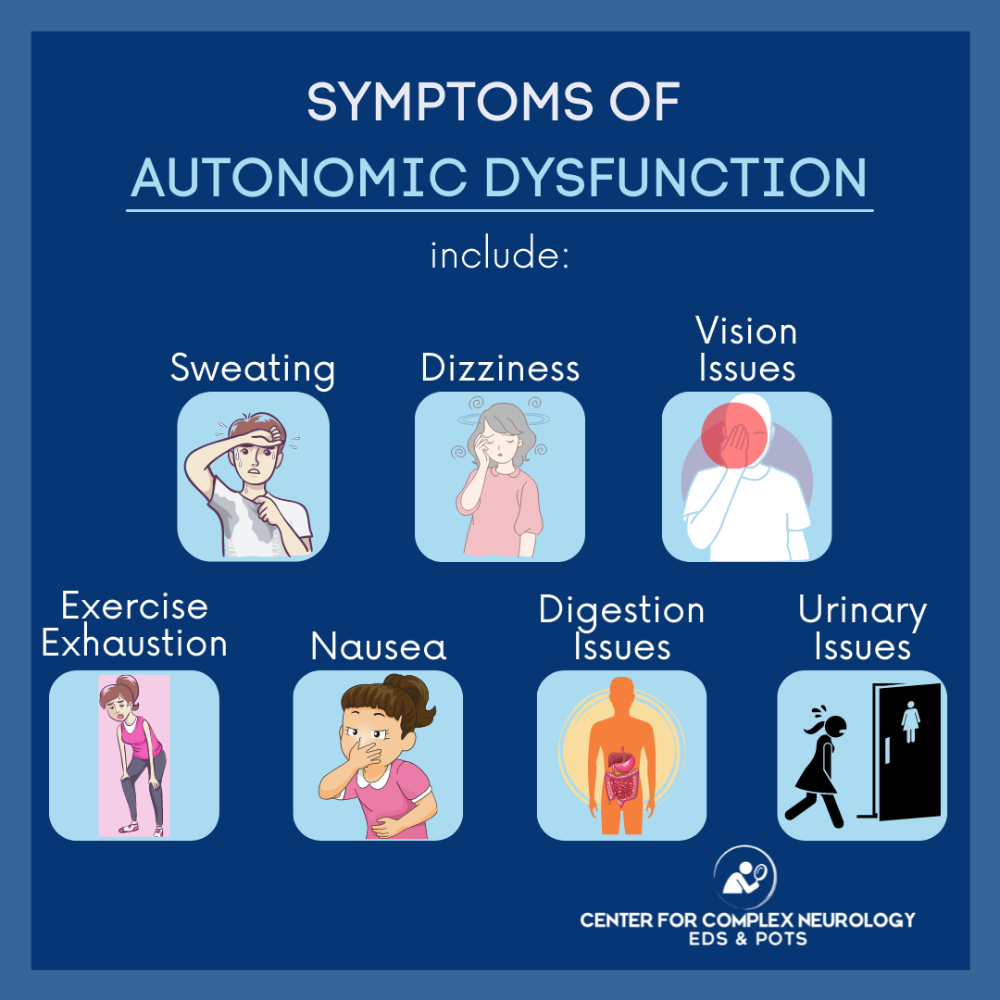 SYMPTOMS OF
AUTONOMIC DYSFUNCTION
include:
Sweating
Dizziness
Vision
Issues
Exercise
Exhaustion
Nausea
Digestion
Issues
Urinary
Issues
CENTER FOR COMPLEX NEUROLOGY
EDS & POTS